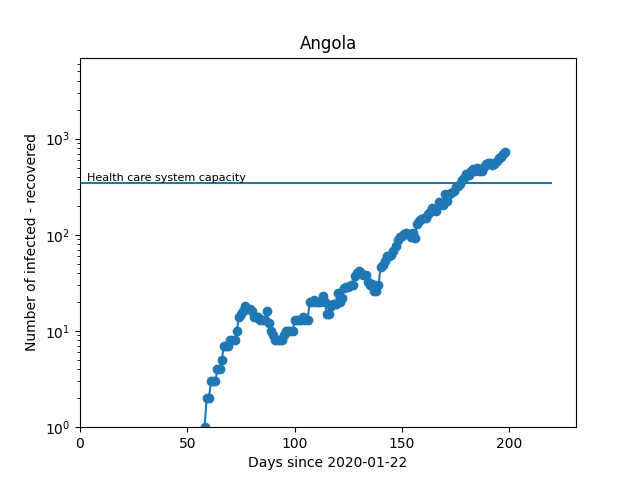 Angola
Number of infected - recovered
10³
10²
10¹
10⁰
Health care system capacity
0 50 100 150 200
Days since 2020-01-22